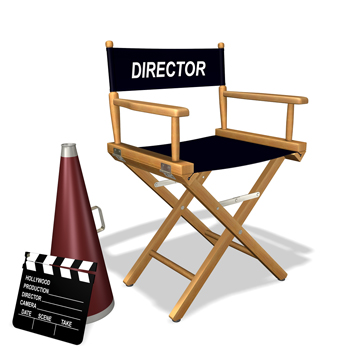 DIRECTOR
HOLLYWOOD
PRODUCTION
DIRECTOR
CAMERA
DATE SCENE TAKE